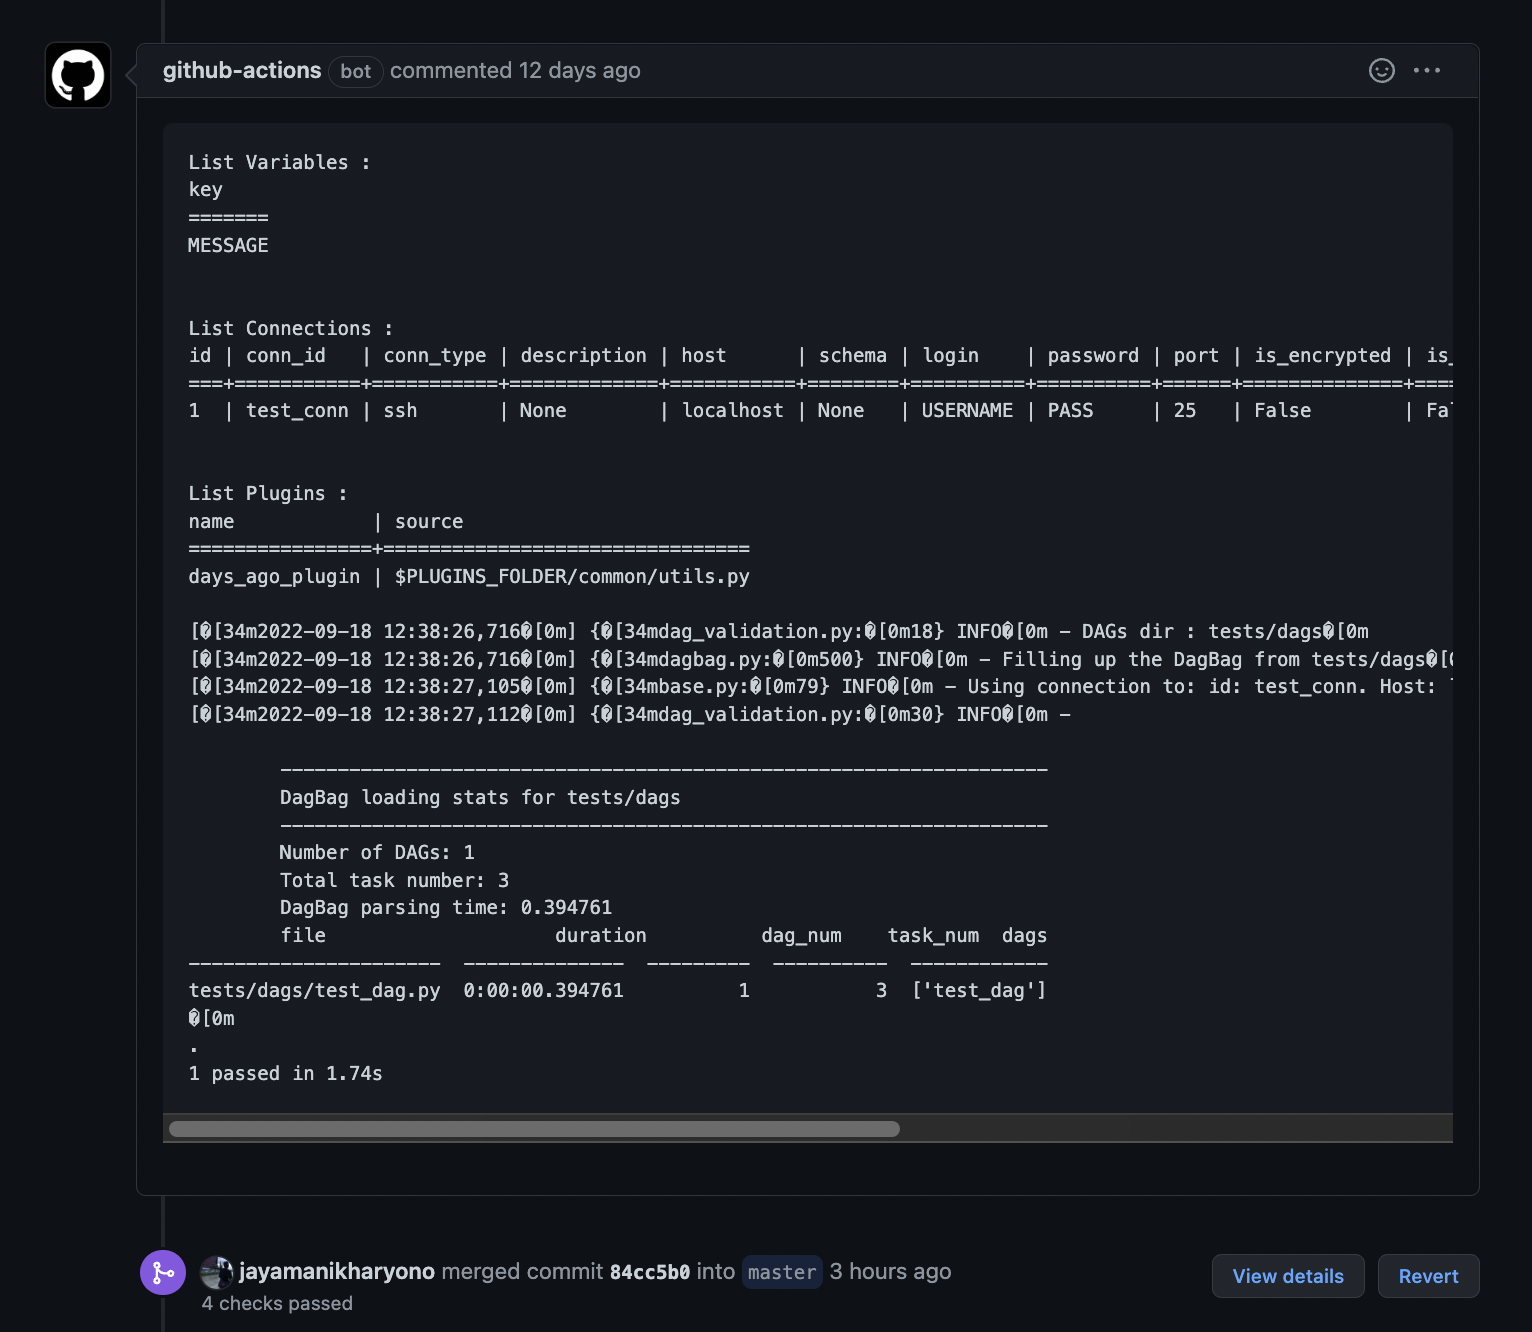 github-actions bot commented 12 days ago
List Variables :
key
=======
MESSAGE
List Connections :
id | conn_id   | conn_type | description | host      | schema | login    | password | port | is_encrypted | is_
===+===========+===========+=============+===========+========+==========+==========+======+==============+====
1  | test_conn | ssh       | None        | localhost | None   | USERNAME | PASS     | 25   | False        | Fal
List Plugins :
name            | source
================+================================
days_ago_plugin | $PLUGINS_FOLDER/common/utils.py
[�[34m2022-09-18 12:38:26,716�[0m] {�[34mdag_validation.py:�[0m18} INFO�[0m - DAGs dir : tests/dags�[0m
[�[34m2022-09-18 12:38:26,716�[0m] {�[34mdagbag.py:�[0m500} INFO�[0m - Filling up the DagBag from tests/dags�[0
[�[34m2022-09-18 12:38:27,105�[0m] {�[34mbase.py:�[0m79} INFO�[0m - Using connection to: id: test_conn. Host:
[�[34m2022-09-18 12:38:27,112�[0m] {�[34mdag_validation.py:�[0m30} INFO�[0m -
-------------------------------------------------------------------
DagBag loading stats for tests/dags
-------------------------------------------------------------------
Number of DAGs: 1
Total task number: 3
DagBag parsing time: 0.394761
file                    duration          dag_num    task_num  dags
----------------------  --------------  ---------  ----------  ------------
tests/dags/test_dag.py  0:00:00.394761          1           3  ['test_dag']
�[0m
.
1 passed in 1.74s
jayamanikharyono merged commit 84cc5b0 into master 3 hours ago
View details
Revert
4 checks passed